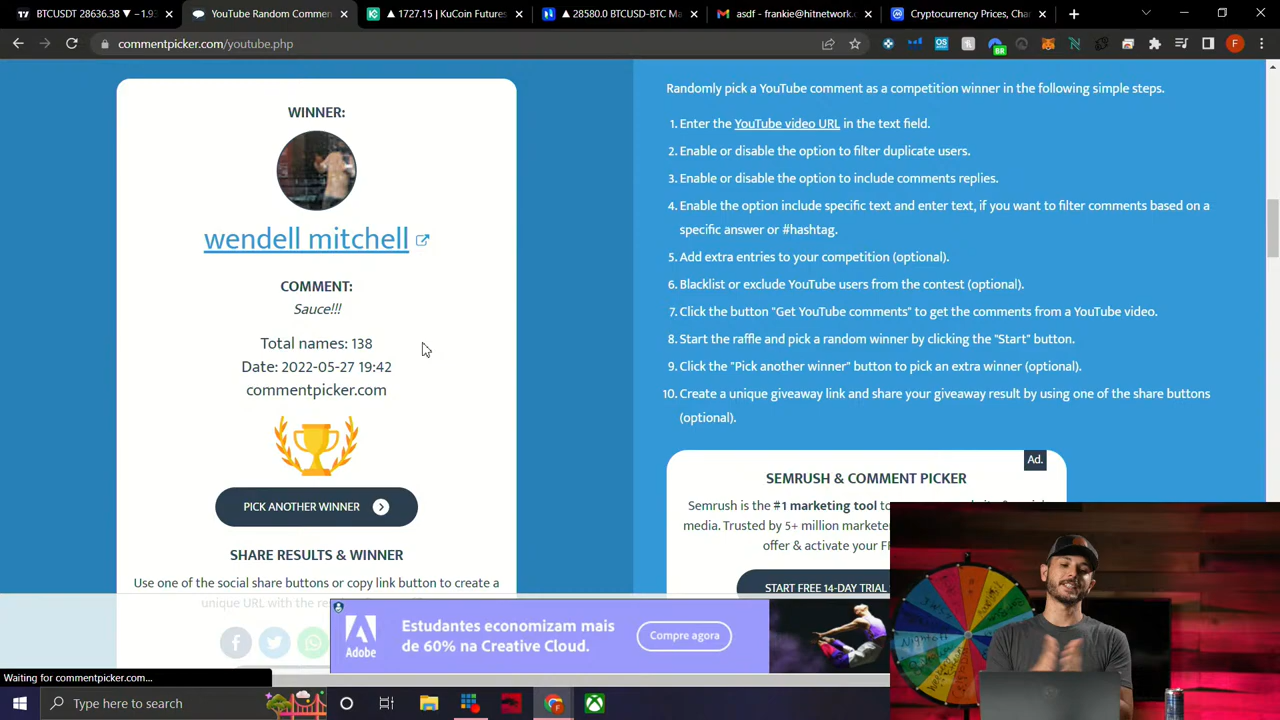 BTCUSDT 28636.38 ▼ −1.93
YouTube Random Commen
▲ 1727.15 | KuCoin Futures
▲ 28580.0 BTCUSD-BTC Ma
asdf - frankie@hitnetwork.c
Cryptocurrency Prices, Char
commentpicker.com/youtube.php
WINNER:
wendell mitchell
COMMENT:
Sauce!!!
Total names: 138
Date: 2022-05-27 19:42
commentpicker.com
PICK ANOTHER WINNER
SHARE RESULTS & WINNER
Use one of the social share buttons or copy link button to create a
unique URL with the re
Randomly pick a YouTube comment as a competition winner in the following simple steps.
1. Enter the YouTube video URL in the text field.
2. Enable or disable the option to filter duplicate users.
3. Enable or disable the option to include comments replies.
4. Enable the option include specific text and enter text, if you want to filter comments based on a
specific answer or #hashtag.
5. Add extra entries to your competition (optional).
6. Blacklist or exclude YouTube users from the contest (optional).
7. Click the button "Get YouTube comments" to get the comments from a YouTube video.
8. Start the raffle and pick a random winner by clicking the "Start" button.
9. Click the "Pick another winner" button to pick an extra winner (optional).
10. Create a unique giveaway link and share your giveaway result by using one of the share buttons
(optional).
Ad.
SEMRUSH & COMMENT PICKER
Semrush is the #1 marketing tool to
media. Trusted by 5+ million markete
offer & activate your FR
START FREE 14-DAY TRIAL
Adobe
Estudantes economizam mais
de 60% na Creative Cloud.
Compre agora
Waiting for commentpicker.com...
Type here to search